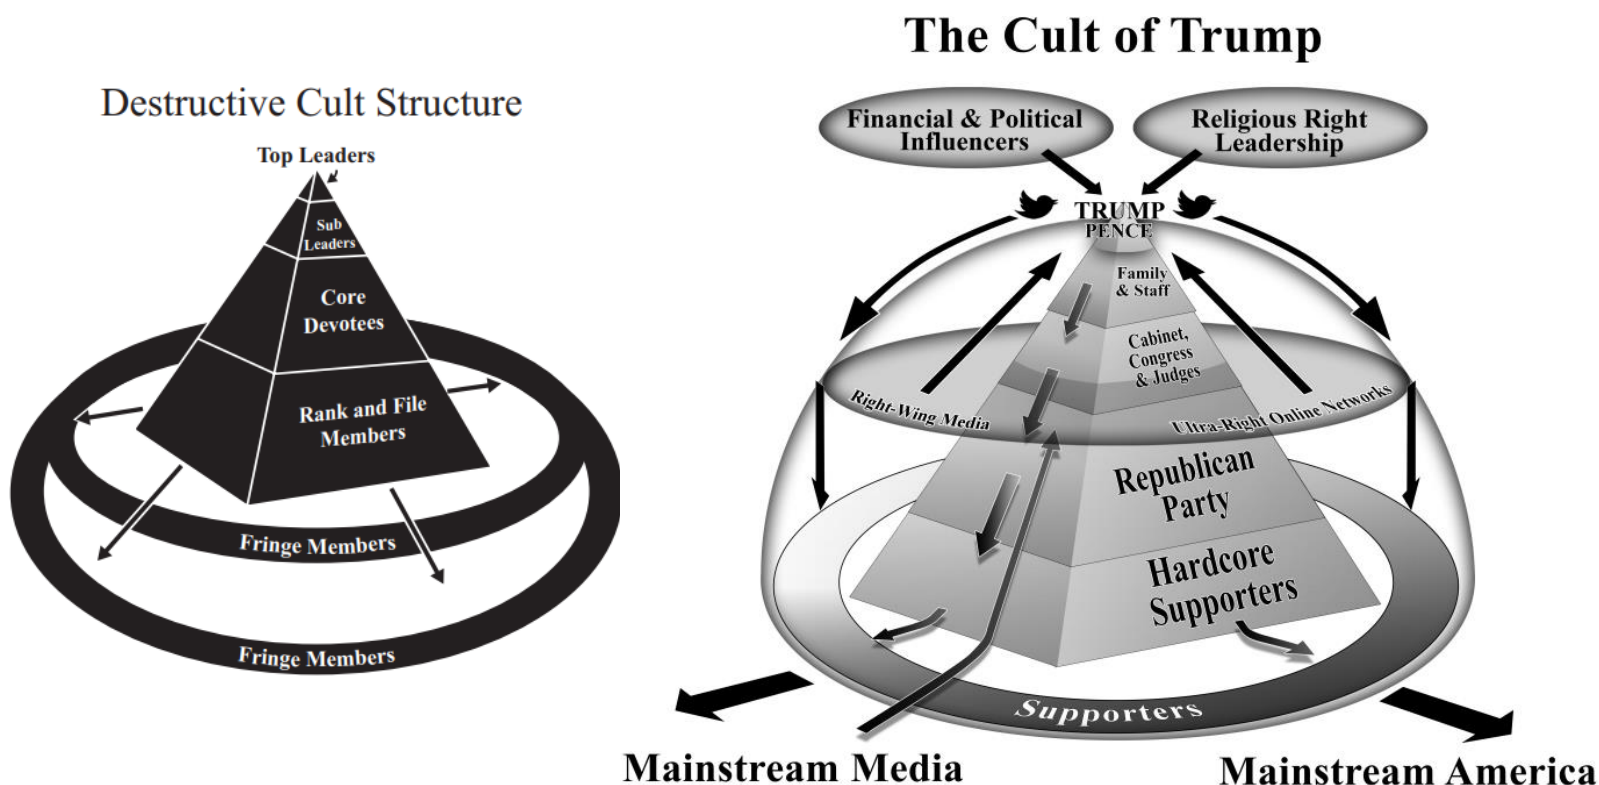 Destructive Cult Structure
Top Leaders
Sub
Leaders
Core
Devotees
Rank and File
Members
Fringe Members
Fringe Members
The Cult of Trump
Financial & Political
Influencers
Religious Right
Leadership
TRUMP
PENCE
Family
& Staff
Cabinet,
Congress
& Judges
Right-Wing Media
Ultra-Right Online Networks
Republican
Party
Hardcore
Supporters
Supporters
Mainstream Media
Mainstream America